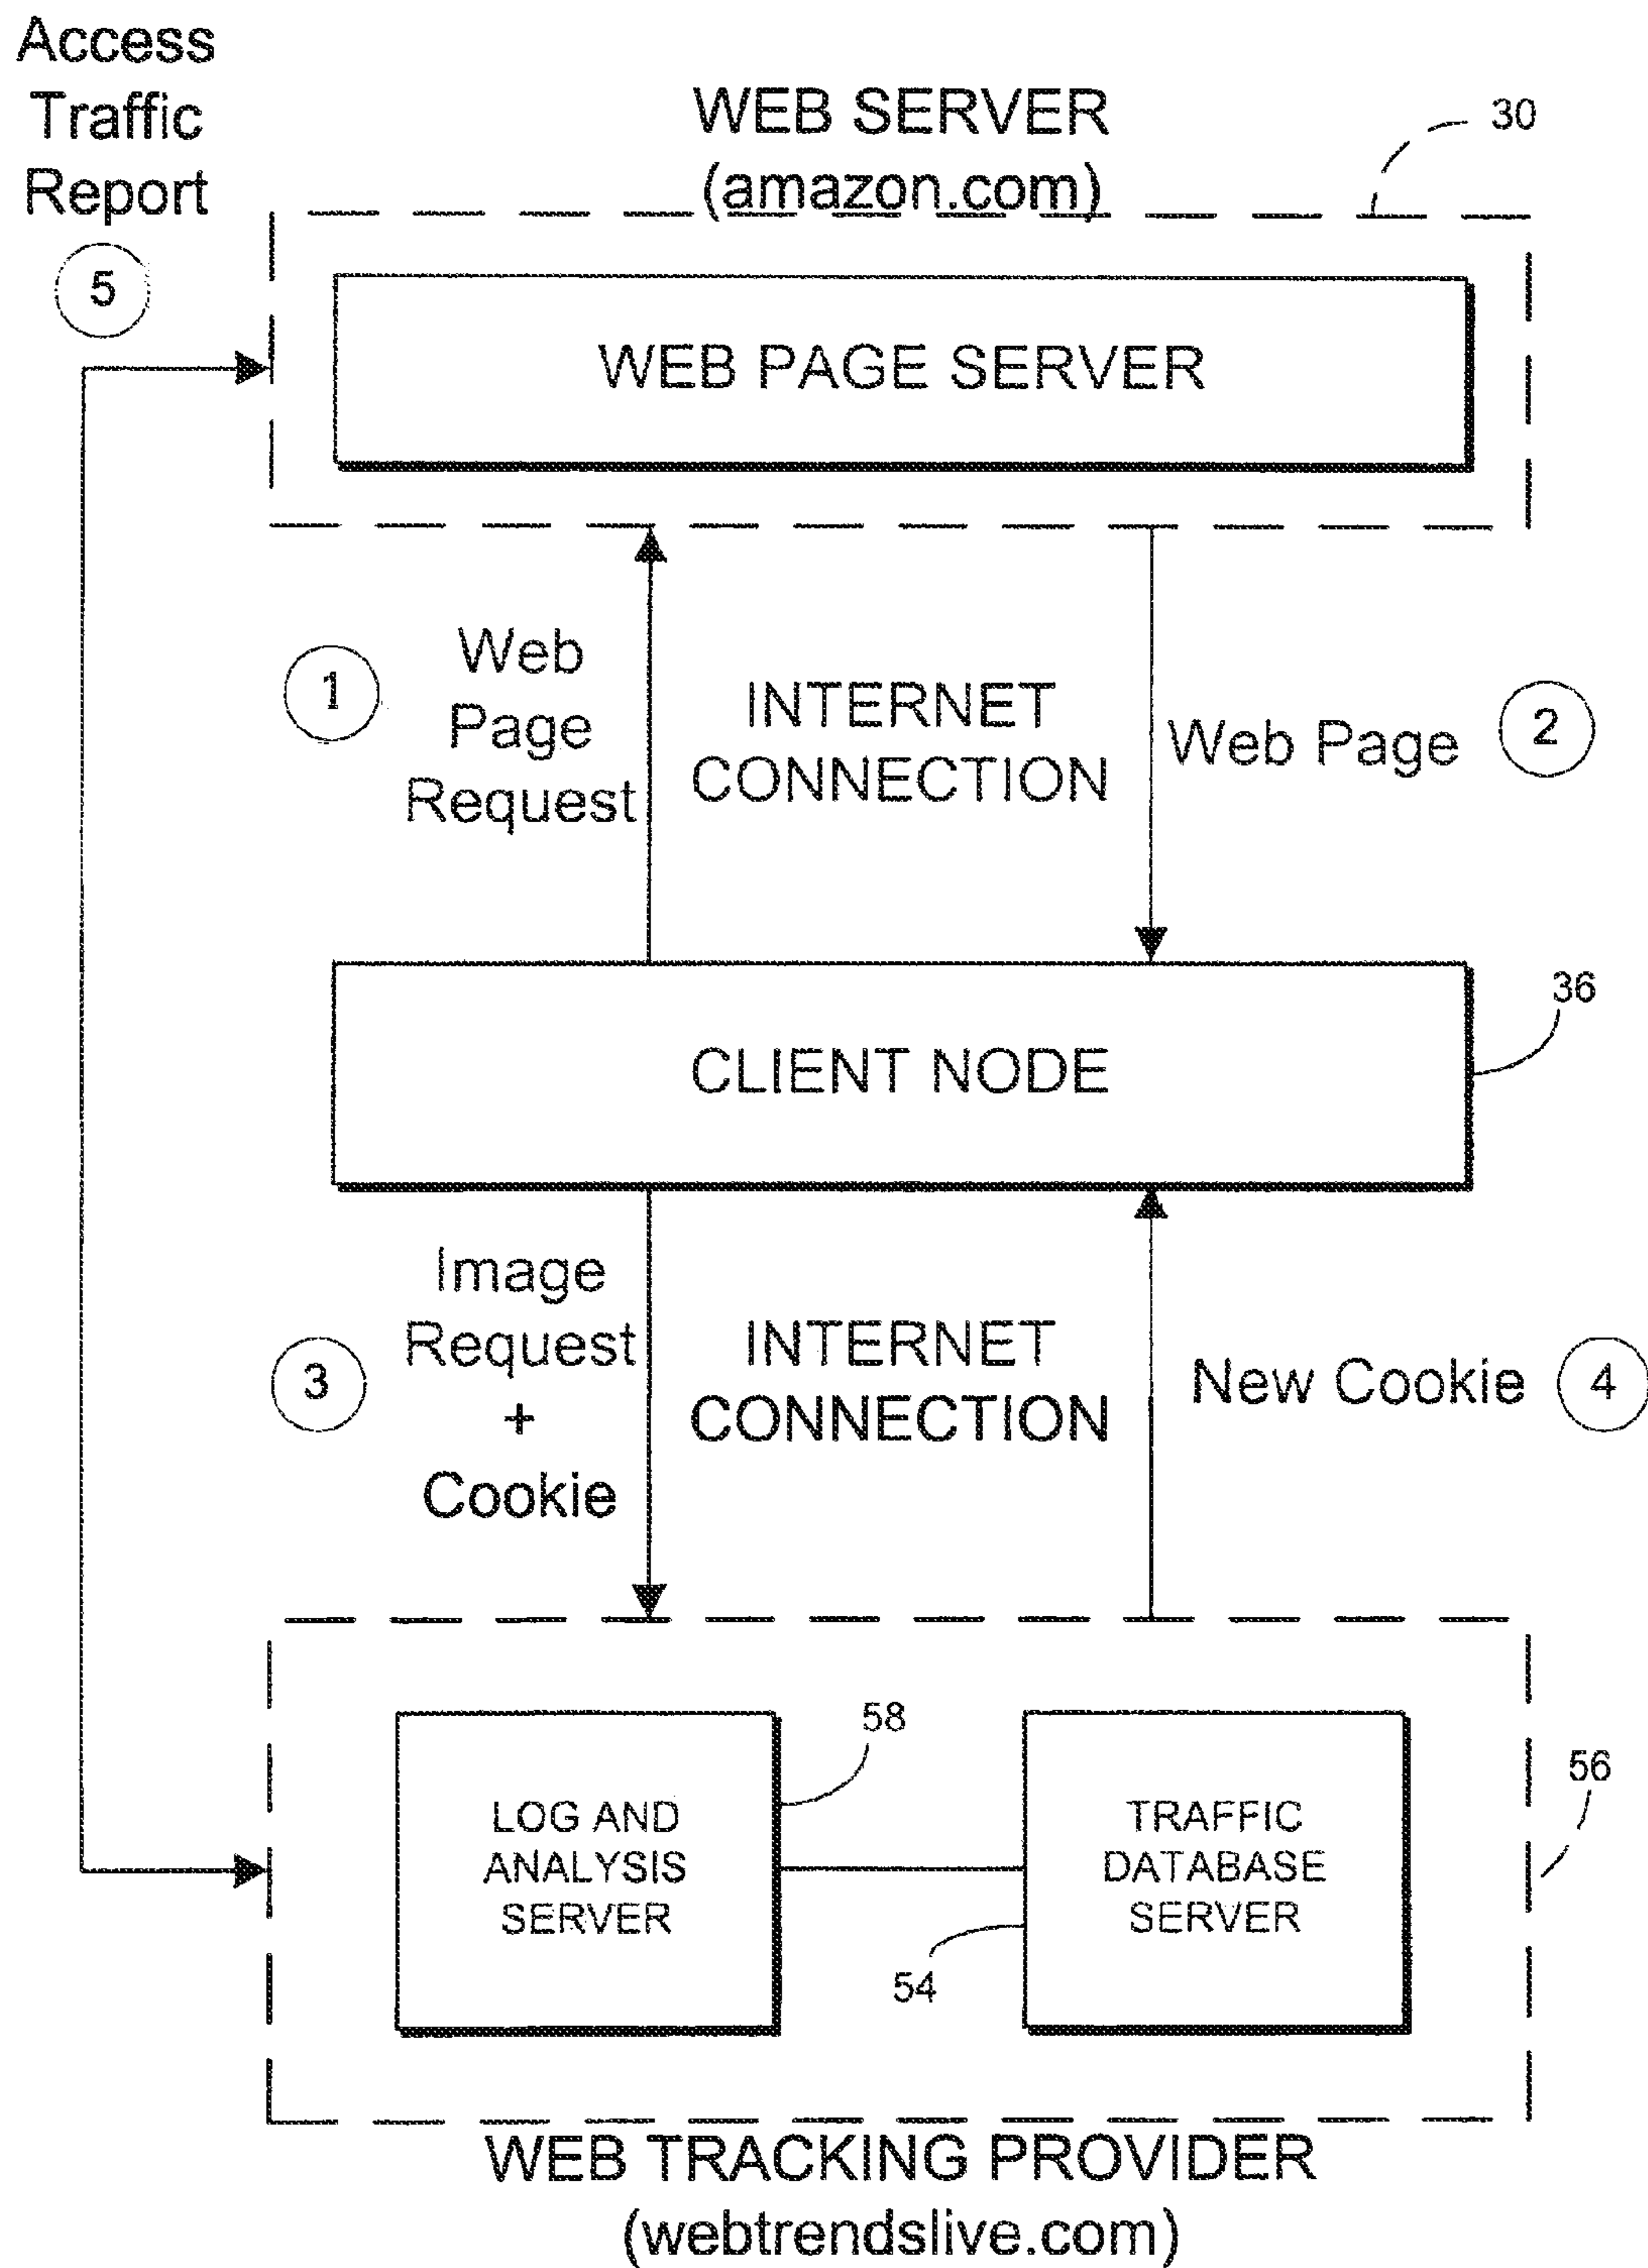 Access
Traffic
Report
5
WEB SERVER
(amazon.com)
30
WEB PAGE SERVER
1
Web
Page
Request
INTERNET
CONNECTION
Web Page
2
CLIENT NODE
36
3
Image
Request
+
Cookie
INTERNET
CONNECTION
New Cookie
4
LOG AND
ANALYSIS
SERVER
58
TRAFFIC
DATABASE
SERVER
54
56
WEB TRACKING PROVIDER
(webtrendslive.com)